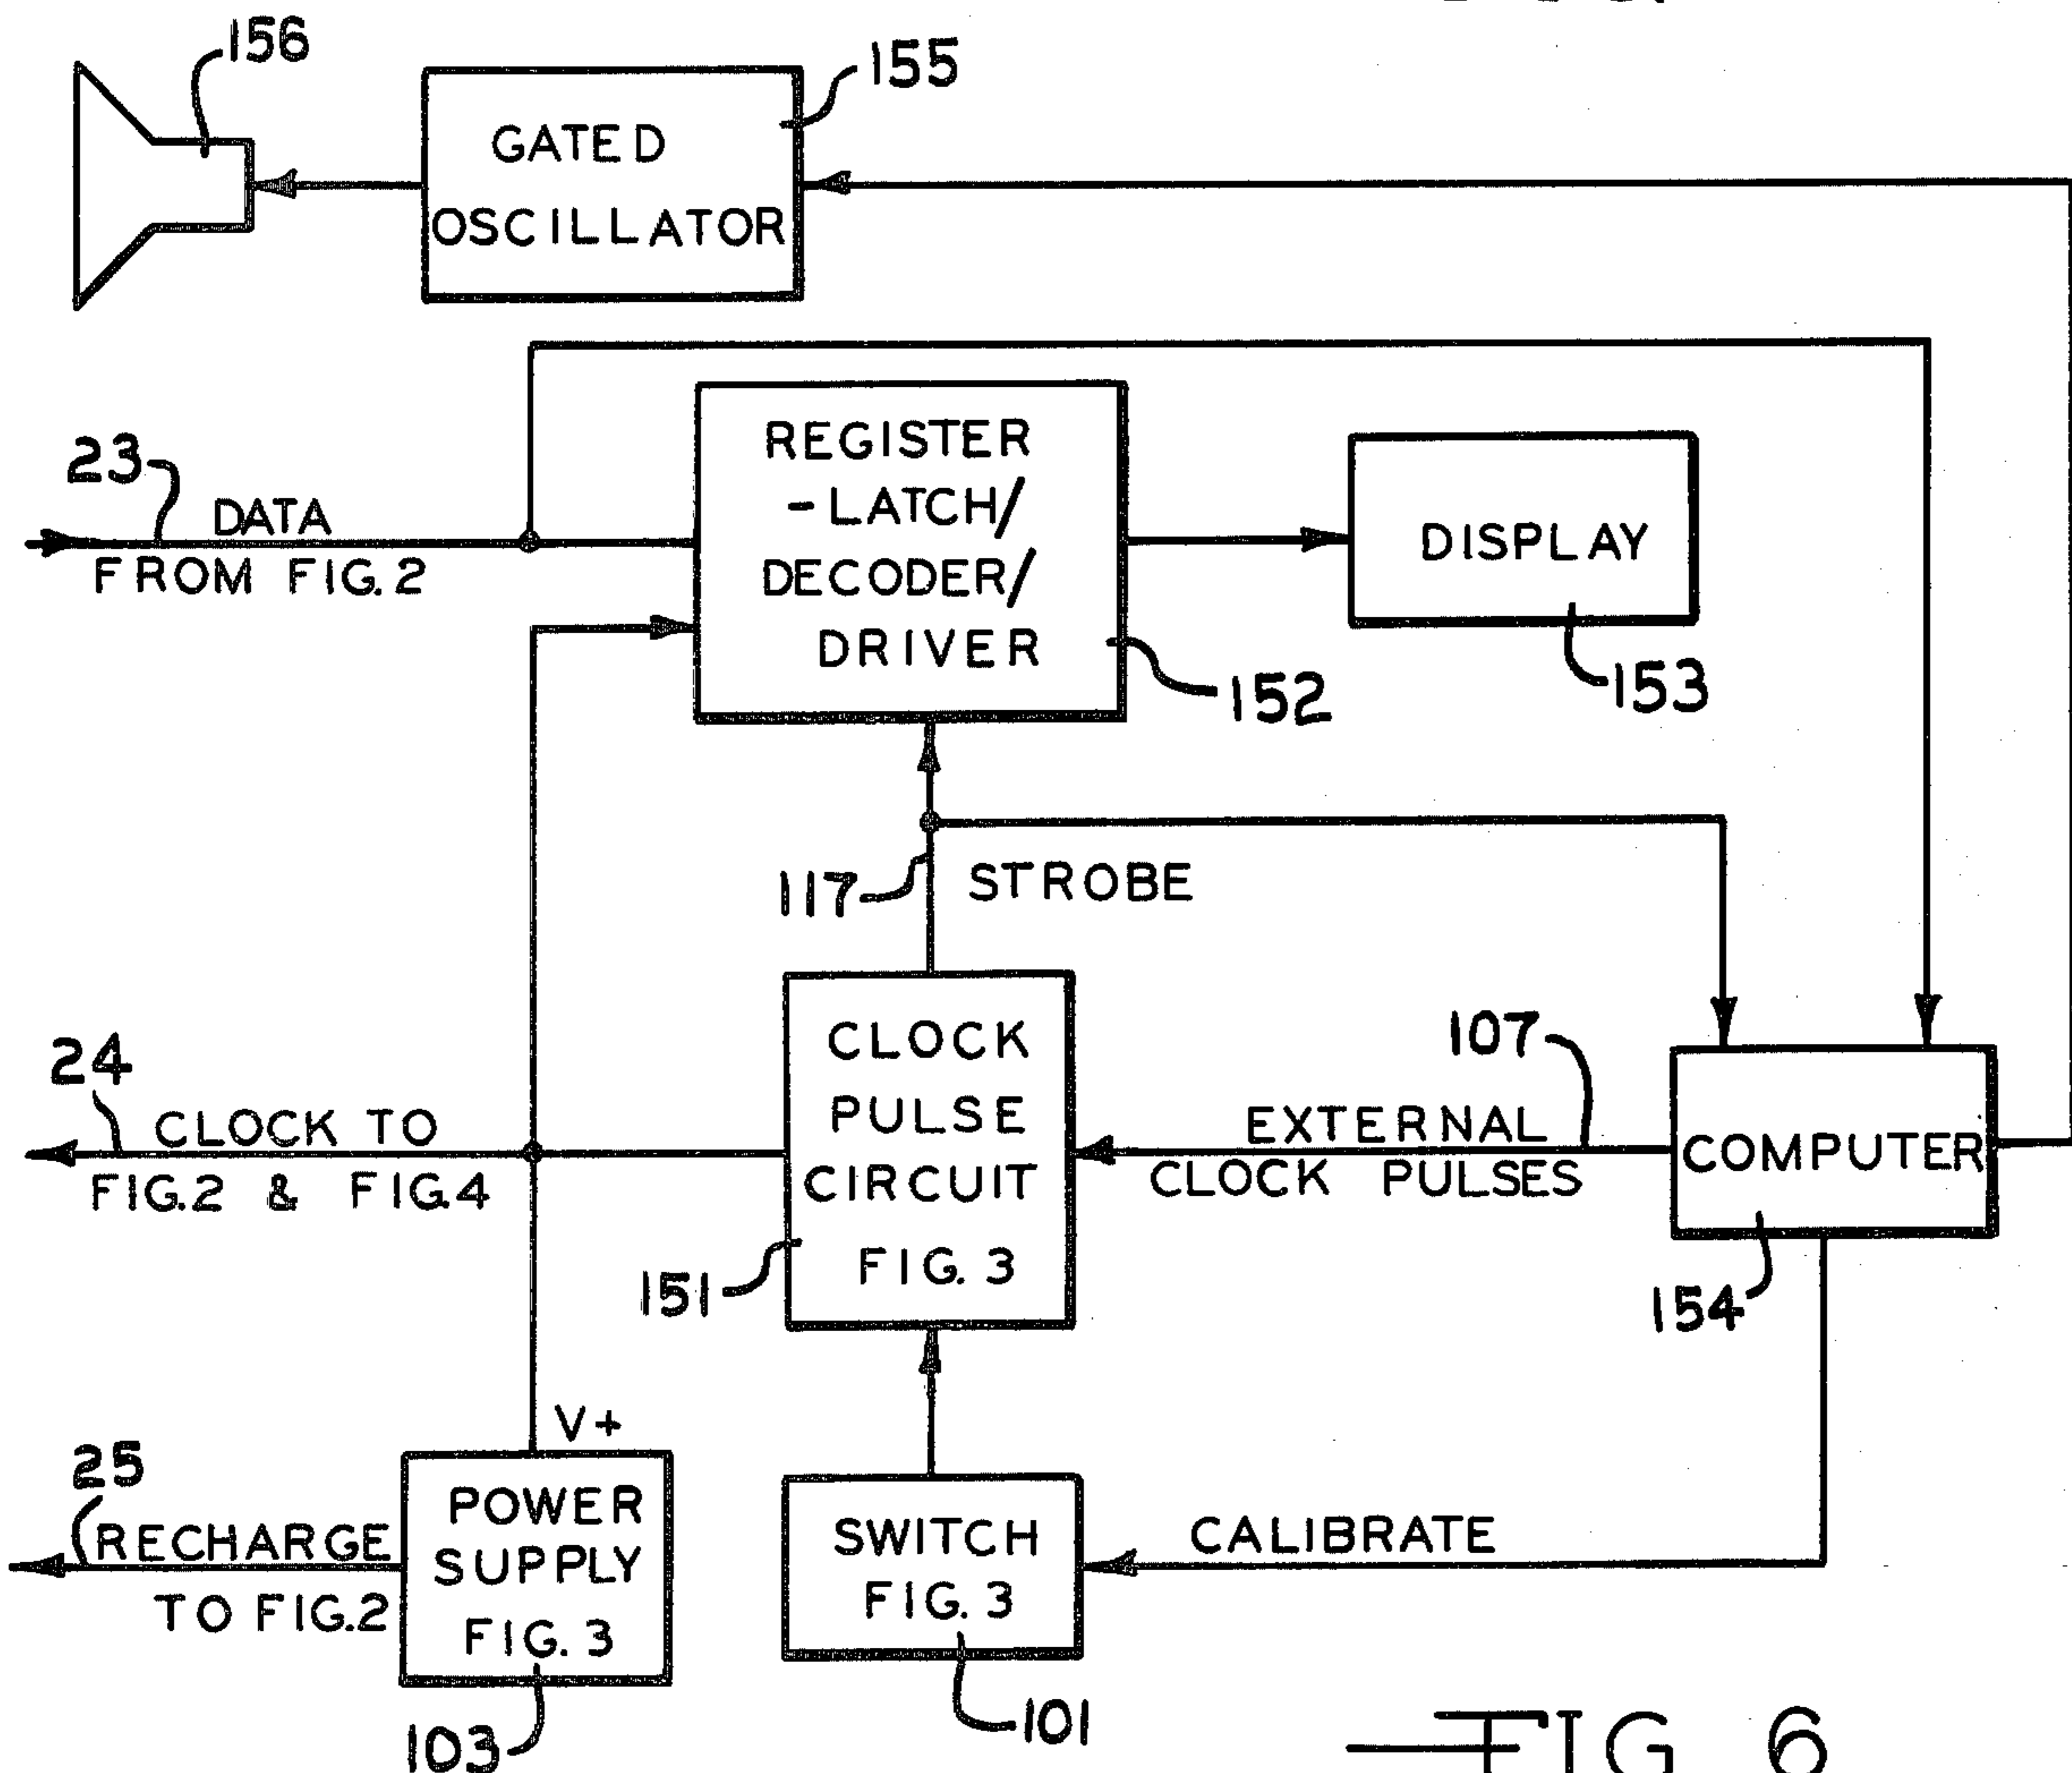 156
155
GATED
OSCILLATOR
REGISTER
-LATCH/
DECODER/
DRIVER
23
DATA
FROM FIG. 2
DISPLAY
152
153
117
STROBE
24
CLOCK TO
FIG.2 & FIG.4
CLOCK
PULSE
CIRCUIT
FIG. 3
151
107
EXTERNAL
CLOCK PULSES
COMPUTER
154
V+
25
RECHARGE
TO FIG.2
POWER
SUPPLY
FIG. 3
103
SWITCH
FIG. 3
101
CALIBRATE
FIG 6